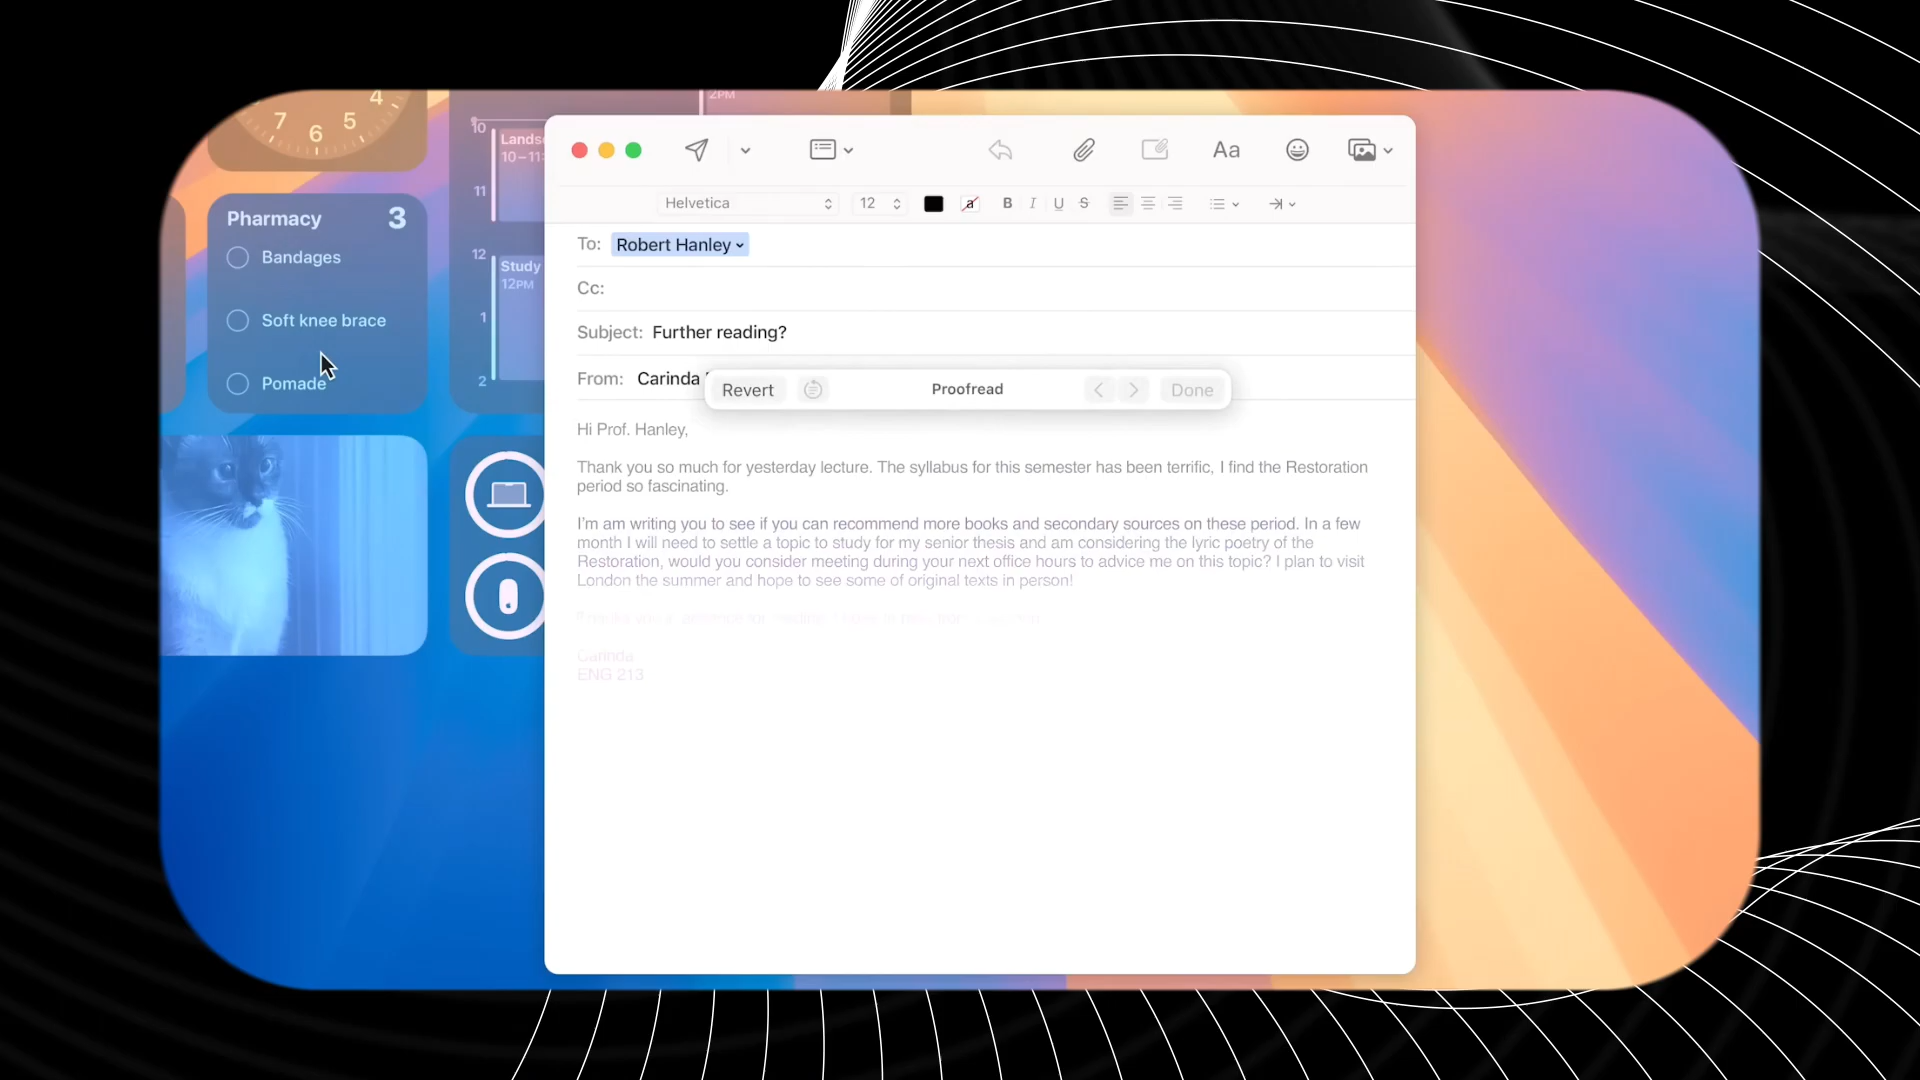 4
7
5
6
2PM
10
Lands
10–11:
11
Pharmacy 3
Bandages
12
Soft knee brace
Study
12PM
1
Pomade
2
Aa
Helvetica 12 a B I U S
To: Robert Hanley
Cc:
Subject: Further reading?
From: Carinda
Revert Proofread Done
Hi Prof. Hanley,
Thank you so much for yesterday lecture. The syllabus for this semester has been terrific, I find the Restoration
period so fascinating.
I'm am writing you to see if you can recommend more books and secondary sources on these period. In a few
month I will need to settle a topic to study for my senior thesis and am considering the lyric poetry of the
Restoration, would you consider meeting during your next office hours to advice me on this topic? I plan to visit
London the summer and hope to see some of original texts in person!
Carinda
ENG 213